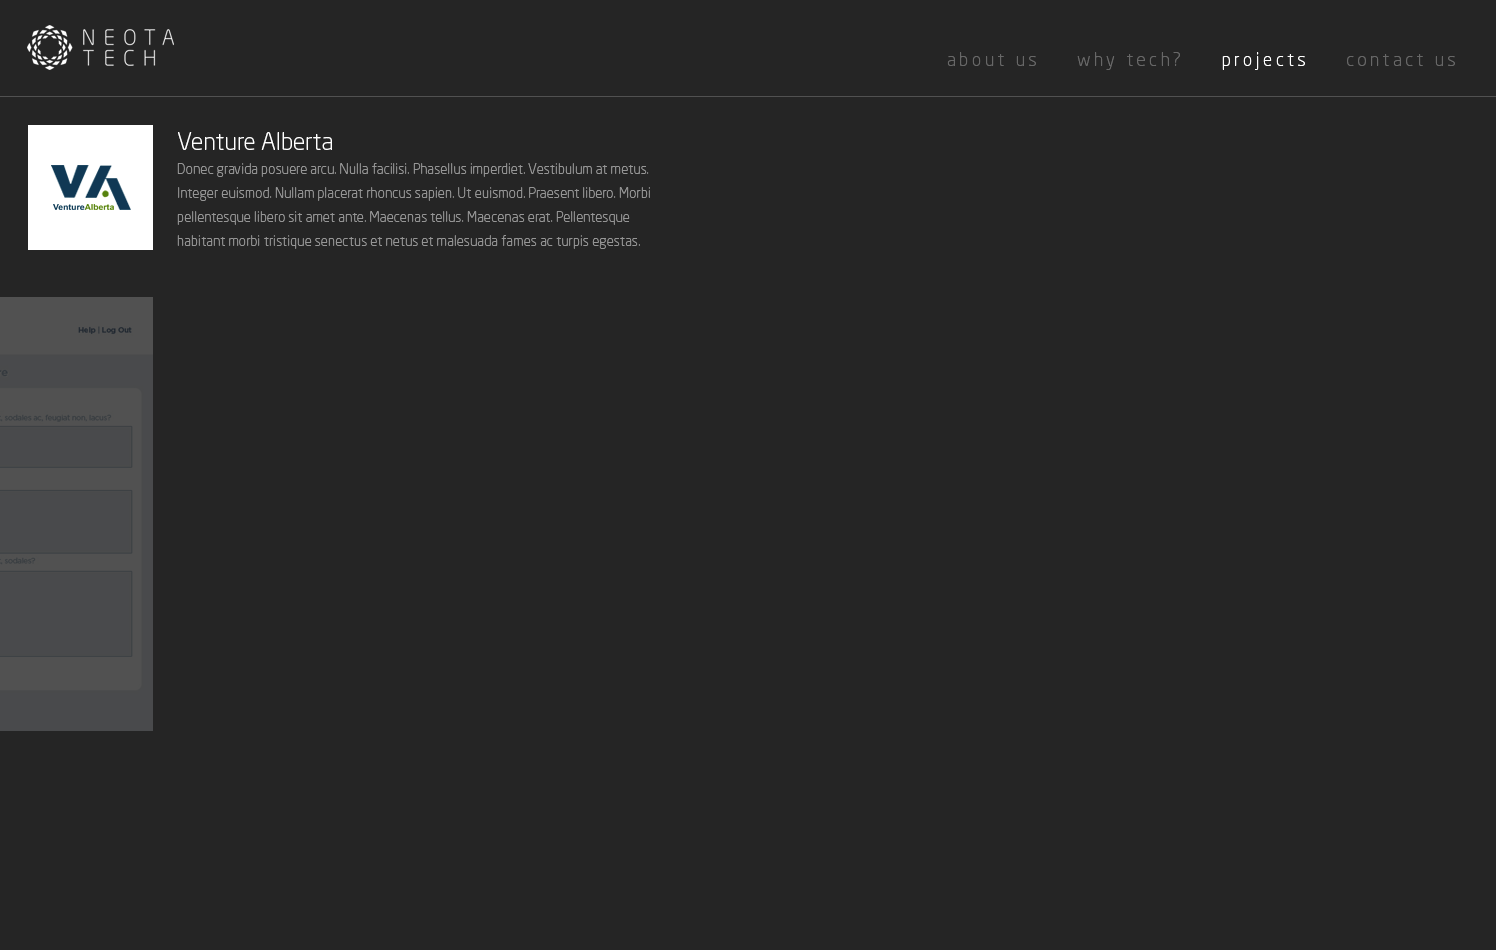 NEOTA
TECH
about us why tech? projects contact us
Venture Alberta
VA
VentureAlberta
Donec gravida posuere arcu. Nulla facilisi. Phasellus imperdiet. Vestibulum at metus.
Integer euismod. Nullam placerat rhoncus sapien. Ut euismod. Praesent libero. Morbi
pellentesque libero sit amet ante. Maecenas tellus. Maecenas erat. Pellentesque
habitant morbi tristique senectus et netus et malesuada fames ac turpis egestas.
Help | Log Out
re
, sodales ac, feugiat non, lacus?
, sodales?